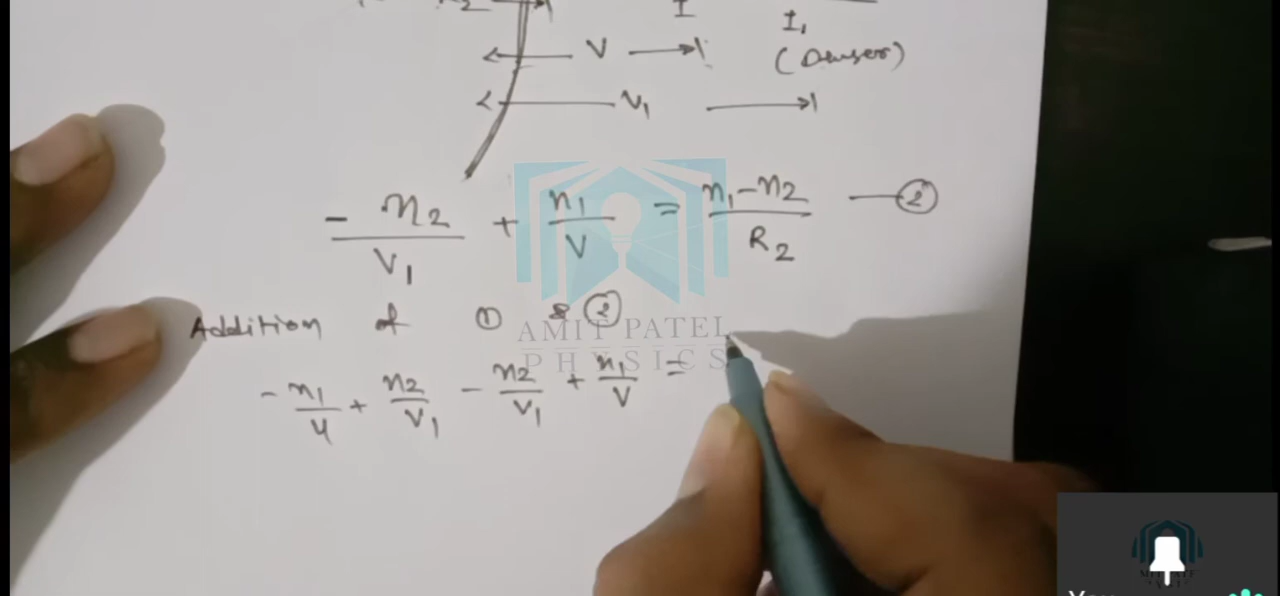 I
I₁
V
(Denser)
V₁
- n₂/V₁ + n₁/V = n₁-n₂/R₂ —②
Addition of ① & ②
- n₁/u + n₂/V₁ - n₂/V₁ + n₁/V =
AMIT PATEL
PHYSICS